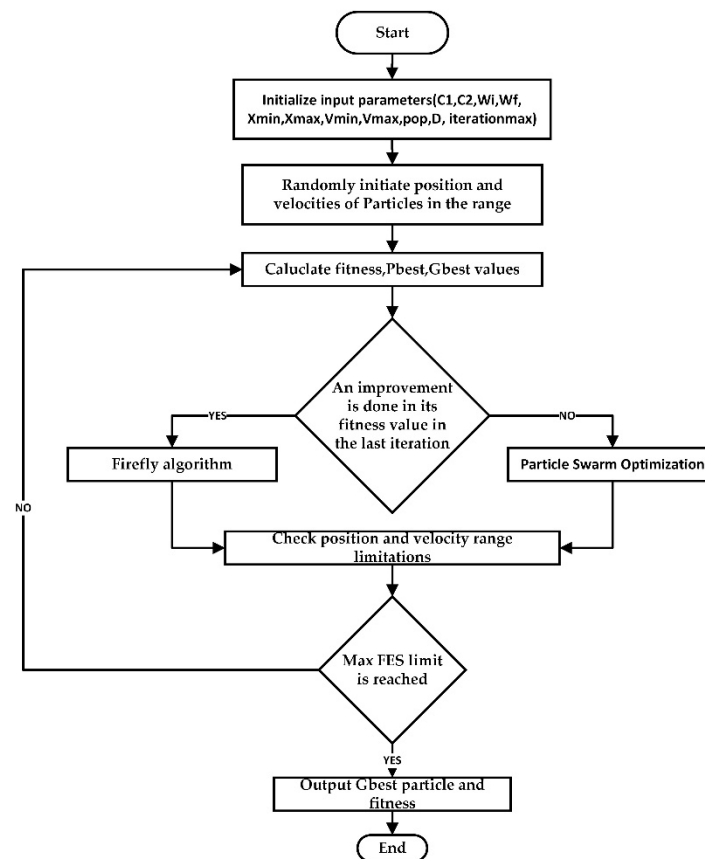 Start
Initialize input parameters(C1,C2,Wi,Wf,
Xmin,Xmax,Vmin,Vmax,pop,D, iterationmax)
Randomly initiate position and
velocities of Particles in the range
Caluclate fitness,Pbest,Gbest values
An improvement
is done in its
fitness value in
the last iteration
YES
NO
Firefly algorithm
Particle Swarm Optimization
NO
Check position and velocity range
limitations
Max FES limit
is reached
YES
Output Gbest particle and
fitness
End